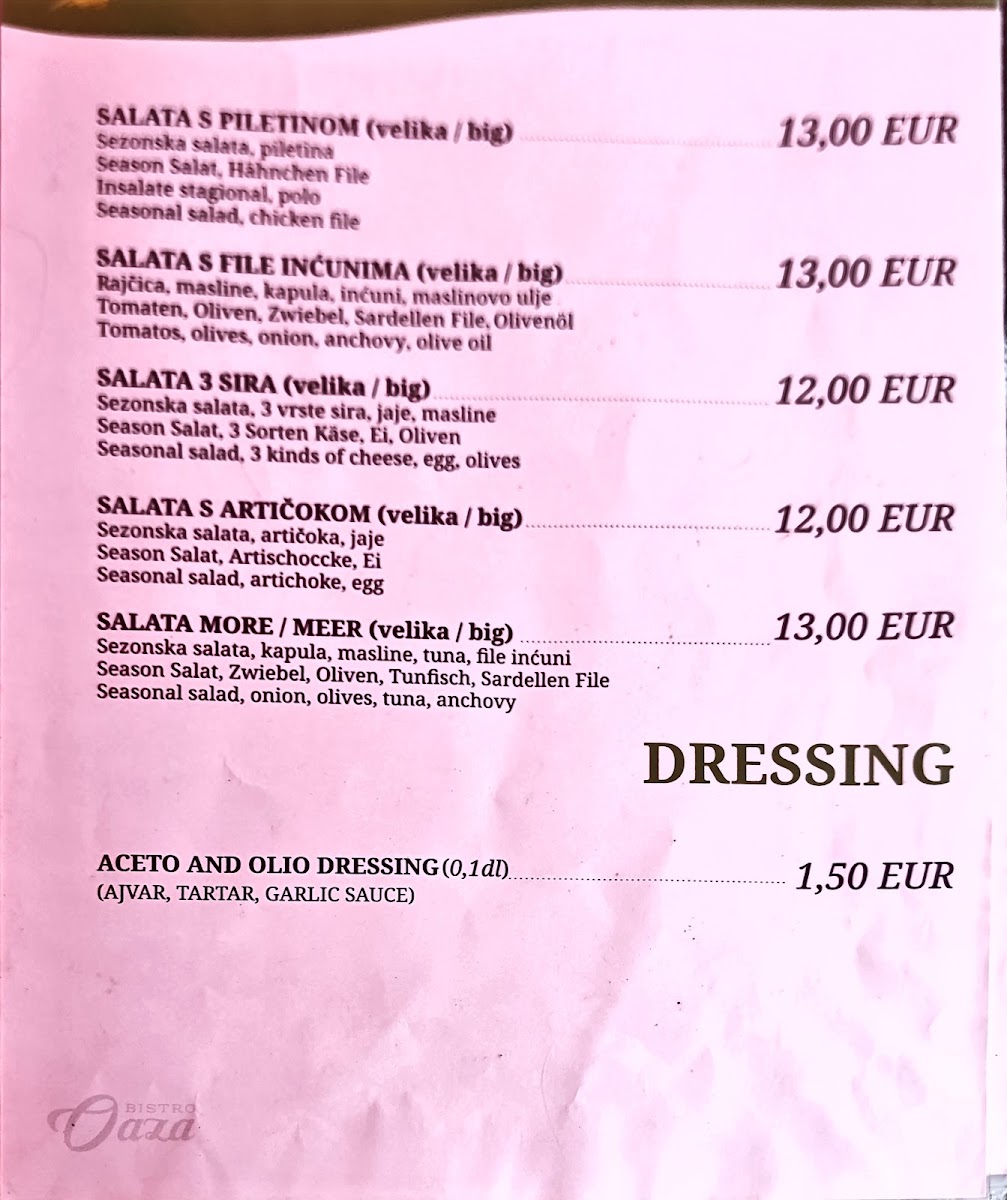 SALATA S PILETINOM (velika / big) 13,00 EUR
Sezonska salata, piletina
Season Salat, Hähnchen File
Insalate stagional, polo
Seasonal salad, chicken file
SALATA S FILE INĆUNIMA (velika / big) 13,00 EUR
Rajčica, masline, kapula, inćuni, maslinovo ulje
Tomaten, Oliven, Zwiebel, Sardellen File, Olivenöl
Tomatos, olives, onion, anchovy, olive oil
SALATA 3 SIRA (velika / big) 12,00 EUR
Sezonska salata, 3 vrste sira, jaje, masline
Season Salat, 3 Sorten Käse, Ei, Oliven
Seasonal salad, 3 kinds of cheese, egg, olives
SALATA S ARTIČOKOM (velika / big) 12,00 EUR
Sezonska salata, artičoka, jaje
Season Salat, Artischoccke, Ei
Seasonal salad, artichoke, egg
SALATA MORE / MEER (velika / big) 13,00 EUR
Sezonska salata, kapula, masline, tuna, file inćuni
Season Salat, Zwiebel, Oliven, Tunfisch, Sardellen File
Seasonal salad, onion, olives, tuna, anchovy
DRESSING
ACETO AND OLIO DRESSING (0,1dl) 1,50 EUR
(AJVAR, TARTAR, GARLIC SAUCE)
BISTRO
Oaza